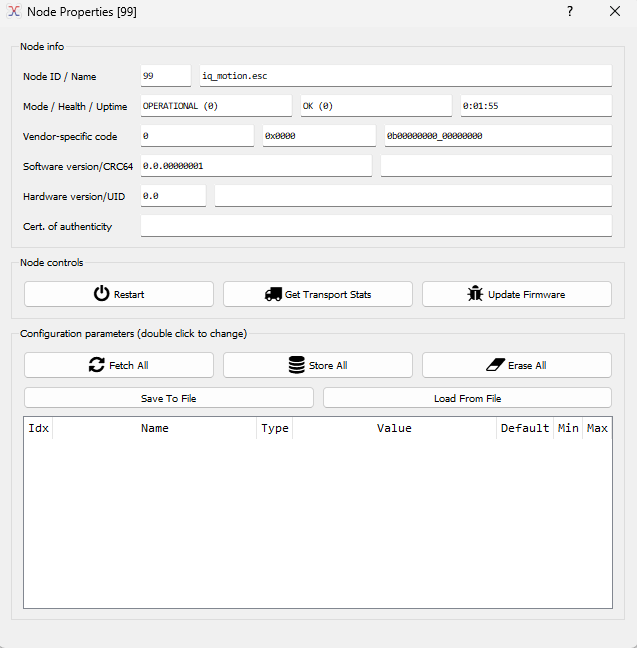 Node Properties [99] ?
Node info
Node ID / Name 99 iq_motion.esc
Mode / Health / Uptime OPERATIONAL (0) OK (0) 0:01:55
Vendor-specific code 0 0x0000 0b00000000_00000000
Software version/CRC64 0.0.00000001
Hardware version/UID 0.0
Cert. of authenticity
Node controls
Restart Get Transport Stats Update Firmware
Configuration parameters (double click to change)
Fetch All Store All Erase All
Save To File Load From File
Idx Name Type Value Default Min Max